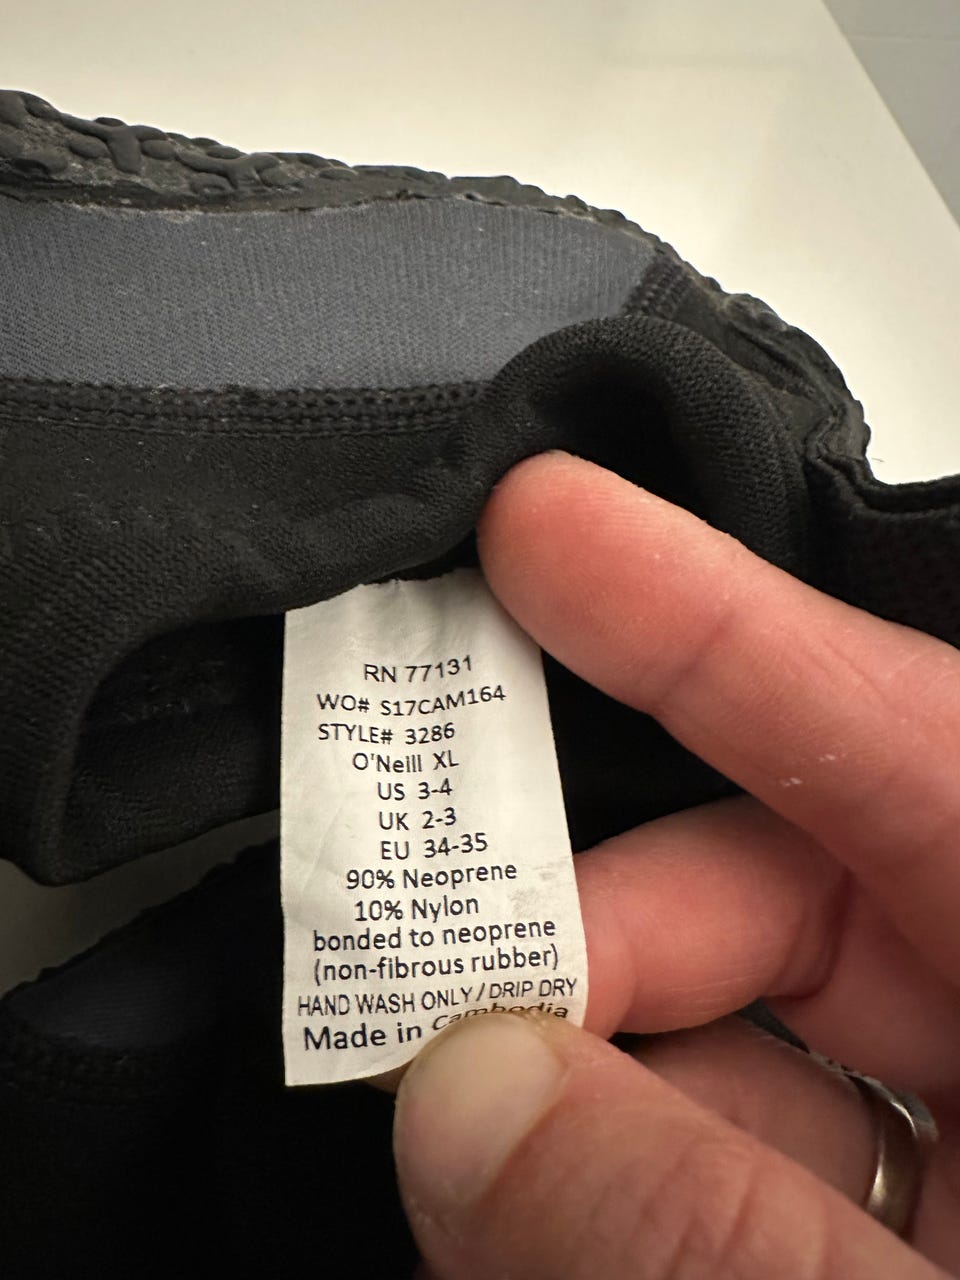 RN 77131
WO# S17CAM164
STYLE# 3286
O'Neill XL
US 3-4
UK 2-3
EU 34-35
90% Neoprene
10% Nylon
bonded to neoprene
(non-fibrous rubber)
HAND WASH ONLY / DRIP DRY
Made in Cambodia